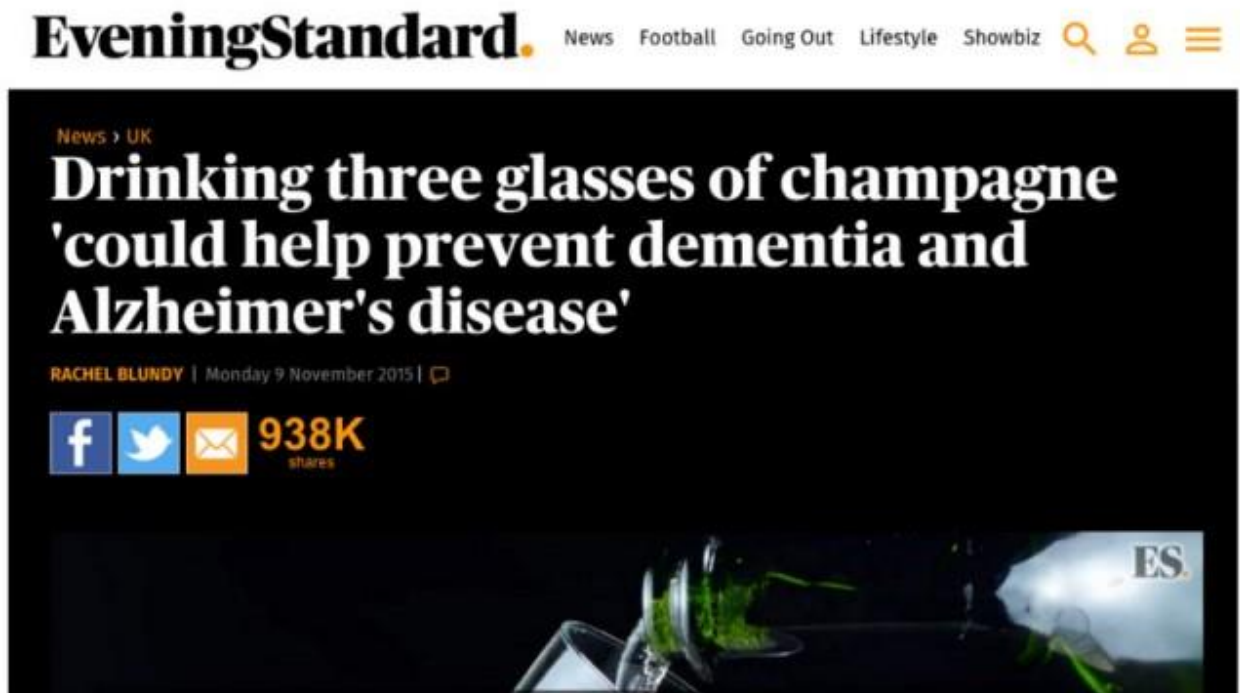 EveningStandard. News Football Going Out Lifestyle Showbiz
News › UK
Drinking three glasses of champagne
'could help prevent dementia and
Alzheimer's disease'
RACHEL BLUNDY | Monday 9 November 2015 |
f 938K
shares
ES.